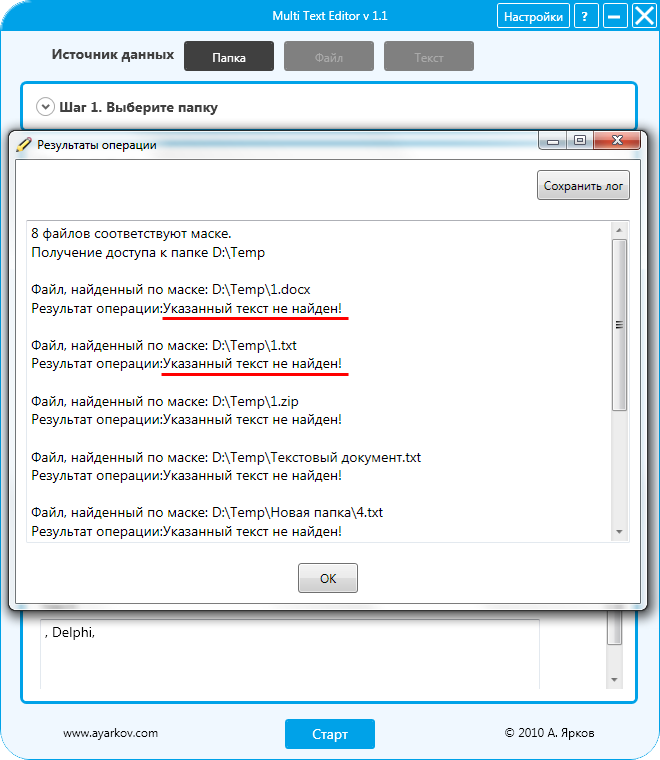 Multi Text Editor v 1.1
Настройки
?
Источник данных
Папка
Файл
Текст
Шаг 1. Выберите папку
Результаты операции
Сохранить лог
8 файлов соответствуют маске.
Получение доступа к папке D:\Temp
Файл, найденный по маске: D:\Temp\1.docx
Результат операции:Указанный текст не найден!
Файл, найденный по маске: D:\Temp\1.txt
Результат операции:Указанный текст не найден!
Файл, найденный по маске: D:\Temp\1.zip
Результат операции:Указанный текст не найден!
Файл, найденный по маске: D:\Temp\Текстовый документ.txt
Результат операции:Указанный текст не найден!
Файл, найденный по маске: D:\Temp\Новая папка\4.txt
Результат операции:Указанный текст не найден!
OK
, Delphi,
www.ayarkov.com
Старт
© 2010 А. Ярков